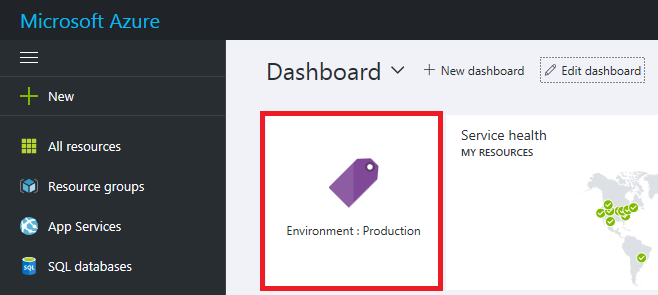 Microsoft Azure
New
All resources
Resource groups
App Services
SQL
SQL databases
Dashboard
+ New dashboard
Edit dashboard
Environment : Production
Service health
MY RESOURCES